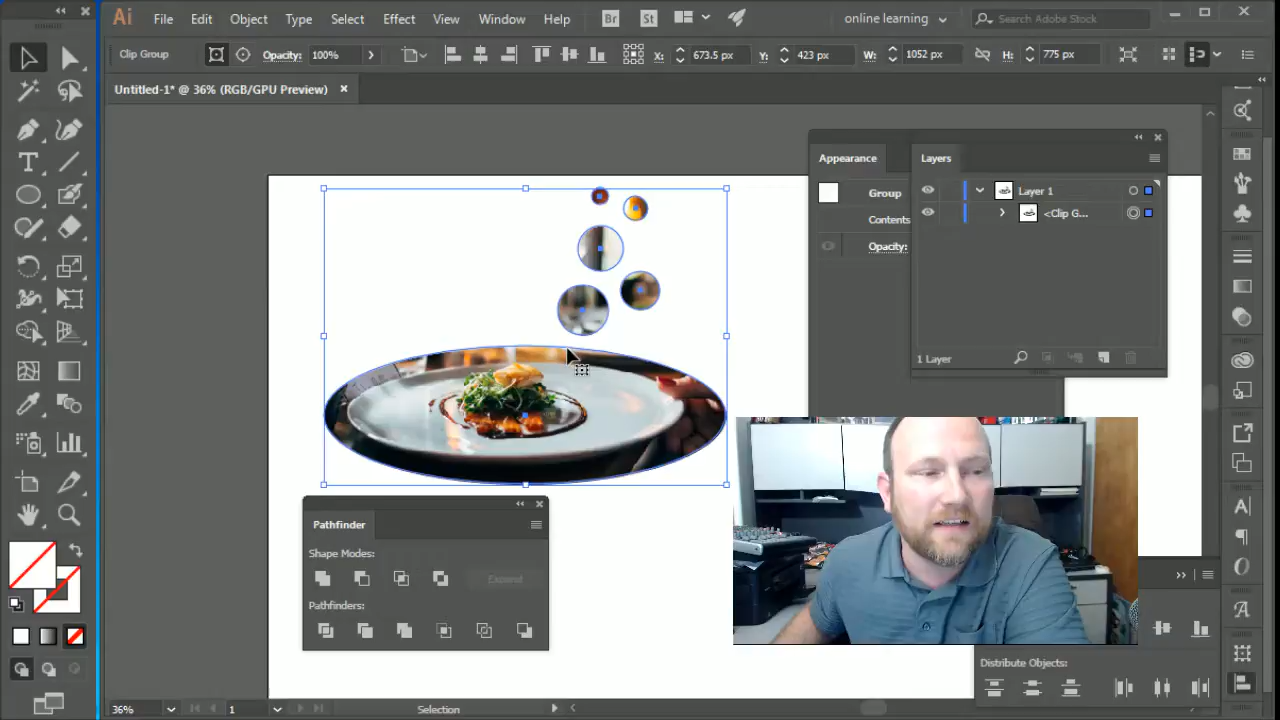 Ai File Edit Object Type Select Effect View Window Help Br St online learning Search Adobe Stock
Clip Group Opacity: 100% X: 673.5 px Y: 423 px W: 1052 px H: 775 px
Untitled-1* @ 36% (RGB/GPU Preview)
Appearance
Group
Contents
Opacity:
Layers
Layer 1
<Clip G...
1 Layer
Pathfinder
Shape Modes:
Expand
Pathfinders:
Distribute Objects:
36% 1 Selection